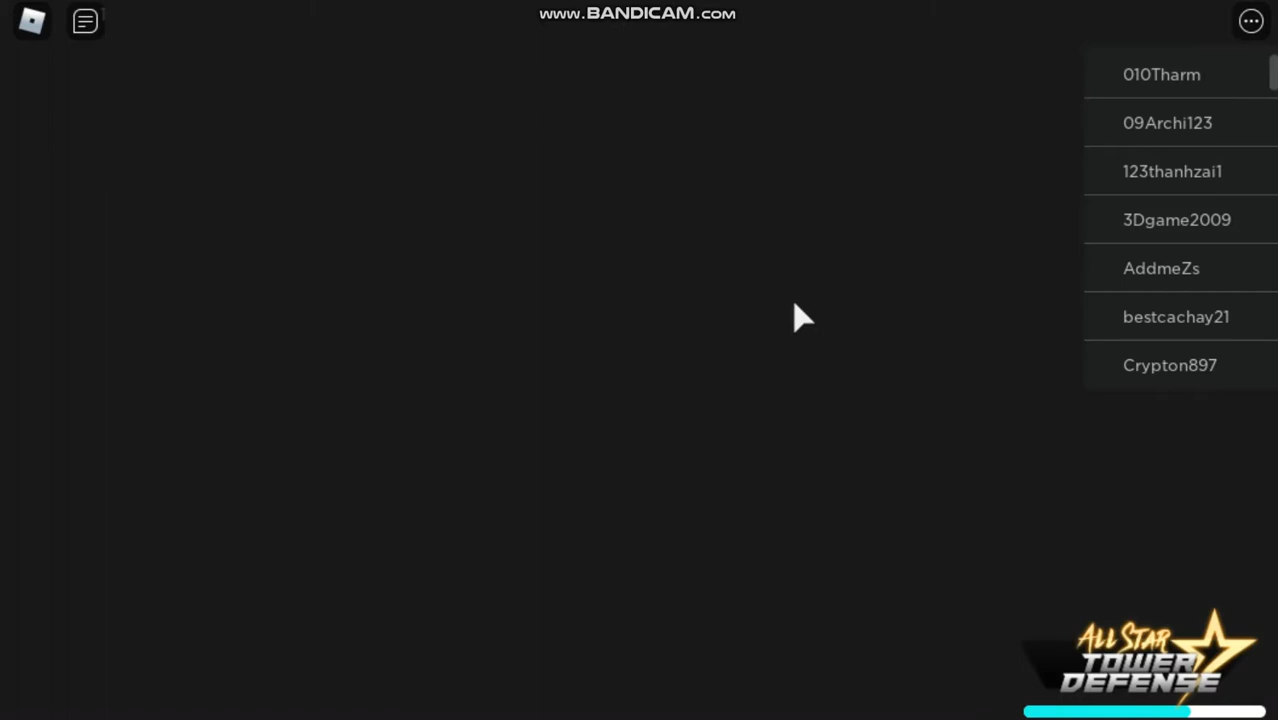 www.BANDICAM.com
010Tharm
09Archi123
123thanhzai1
3Dgame2009
AddmeZs
bestcachay21
Crypton897
ALL STAR
TOWER
DEFENSE